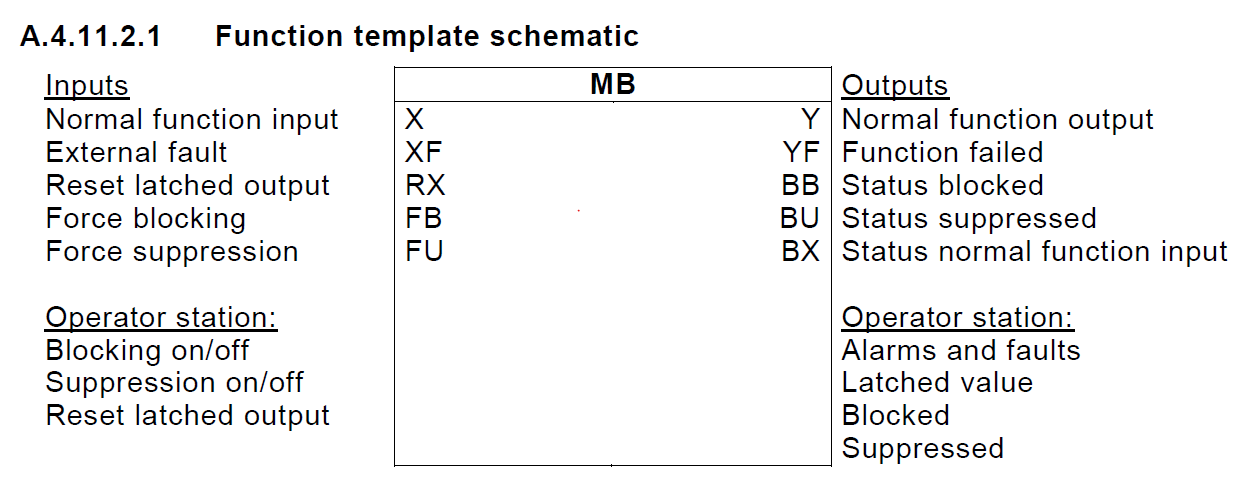 A.4.11.2.1 Function template schematic
Inputs MB Outputs
Normal function input X Y Normal function output
External fault XF YF Function failed
Reset latched output RX BB Status blocked
Force blocking FB BU Status suppressed
Force suppression FU BX Status normal function input
Operator station: Operator station:
Blocking on/off Alarms and faults
Suppression on/off Latched value
Reset latched output Blocked
Suppressed